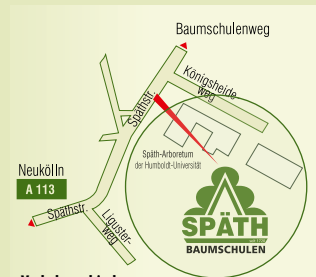 Baumschulenweg
Königsheide
weg
Späthstr.
Späth-Arboretum
der Humboldt-Universität
Neukölln
A 113
Späthstr.
Liguster-
weg
SPÄTH
BAUMSCHULEN